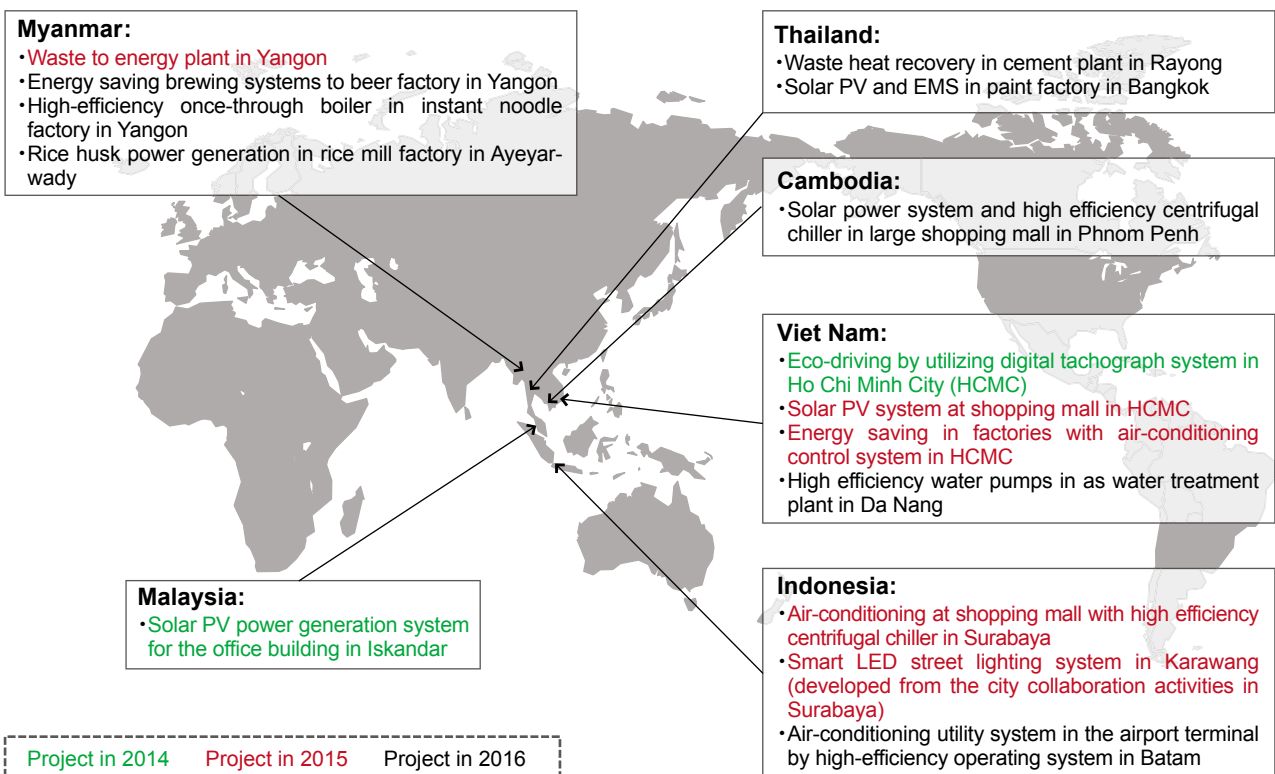 Myanmar:
・Waste to energy plant in Yangon
・Energy saving brewing systems to beer factory in Yangon
・High-efficiency once-through boiler in instant noodle
factory in Yangon
・Rice husk power generation in rice mill factory in Ayeyar-
wady
Thailand:
・Waste heat recovery in cement plant in Rayong
・Solar PV and EMS in paint factory in Bangkok
Cambodia:
・Solar power system and high efficiency centrifugal
chiller in large shopping mall in Phnom Penh
Viet Nam:
・Eco-driving by utilizing digital tachograph system in
Ho Chi Minh City (HCMC)
・Solar PV system at shopping mall in HCMC
・Energy saving in factories with air-conditioning
control system in HCMC
・High efficiency water pumps in as water treatment
plant in Da Nang
Malaysia:
・Solar PV power generation system
for the office building in Iskandar
Indonesia:
・Air-conditioning at shopping mall with high efficiency
centrifugal chiller in Surabaya
・Smart LED street lighting system in Karawang
(developed from the city collaboration activities in
Surabaya)
・Air-conditioning utility system in the airport terminal
by high-efficiency operating system in Batam
Project in 2014 Project in 2015 Project in 2016